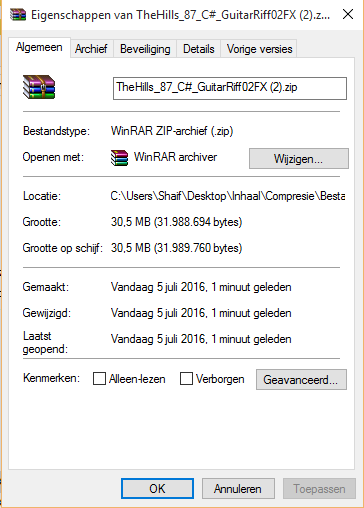 Eigenschappen van TheHills_87_C#_GuitarRiff02FX (2).z...
Algemeen Archief Beveiliging Details Vorige versies
TheHills_87_C#_GuitarRiff02FX (2).zip
Bestandstype: WinRAR ZIP-archief (.zip)
Openen met: WinRAR archiver Wijzigen...
Locatie: C:\Users\Shaif\Desktop\Inhaal\Compresie\Besta
Grootte: 30,5 MB (31.988.694 bytes)
Grootte op schijf: 30,5 MB (31.989.760 bytes)
Gemaakt: Vandaag 5 juli 2016, 1 minuut geleden
Gewijzigd: Vandaag 5 juli 2016, 1 minuut geleden
Laatst geopend: Vandaag 5 juli 2016, 1 minuut geleden
Kenmerken: Alleen-lezen Verborgen Geavanceerd...
OK Annuleren Toepassen